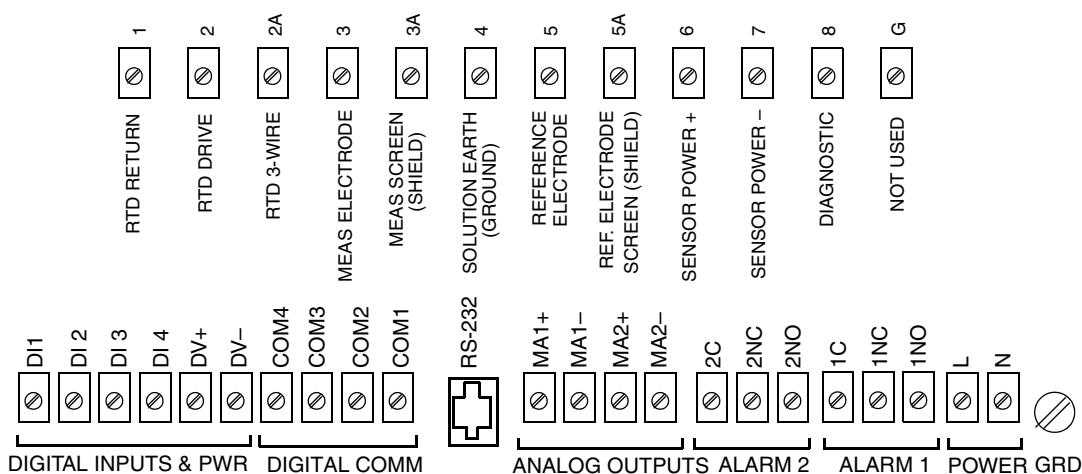 1 2 2A 3 3A 4 5 5A 6 7 8 G
RTD RETURN
RTD DRIVE
RTD 3-WIRE
MEAS ELECTRODE
MEAS SCREEN
(SHIELD)
SOLUTION EARTH
(GROUND)
REFERENCE
ELECTRODE
REF. ELECTRODE
SCREEN (SHIELD)
SENSOR POWER +
SENSOR POWER –
DIAGNOSTIC
NOT USED
DI1
DI 2
DI 3
DI 4
DV+
DV–
COM4
COM3
COM2
COM1
RS-232
MA1+
MA1–
MA2+
MA2–
2C
2NC
2NO
1C
1NC
1NO
L
N
DIGITAL INPUTS & PWR DIGITAL COMM ANALOG OUTPUTS ALARM 2 ALARM 1 POWER GRD